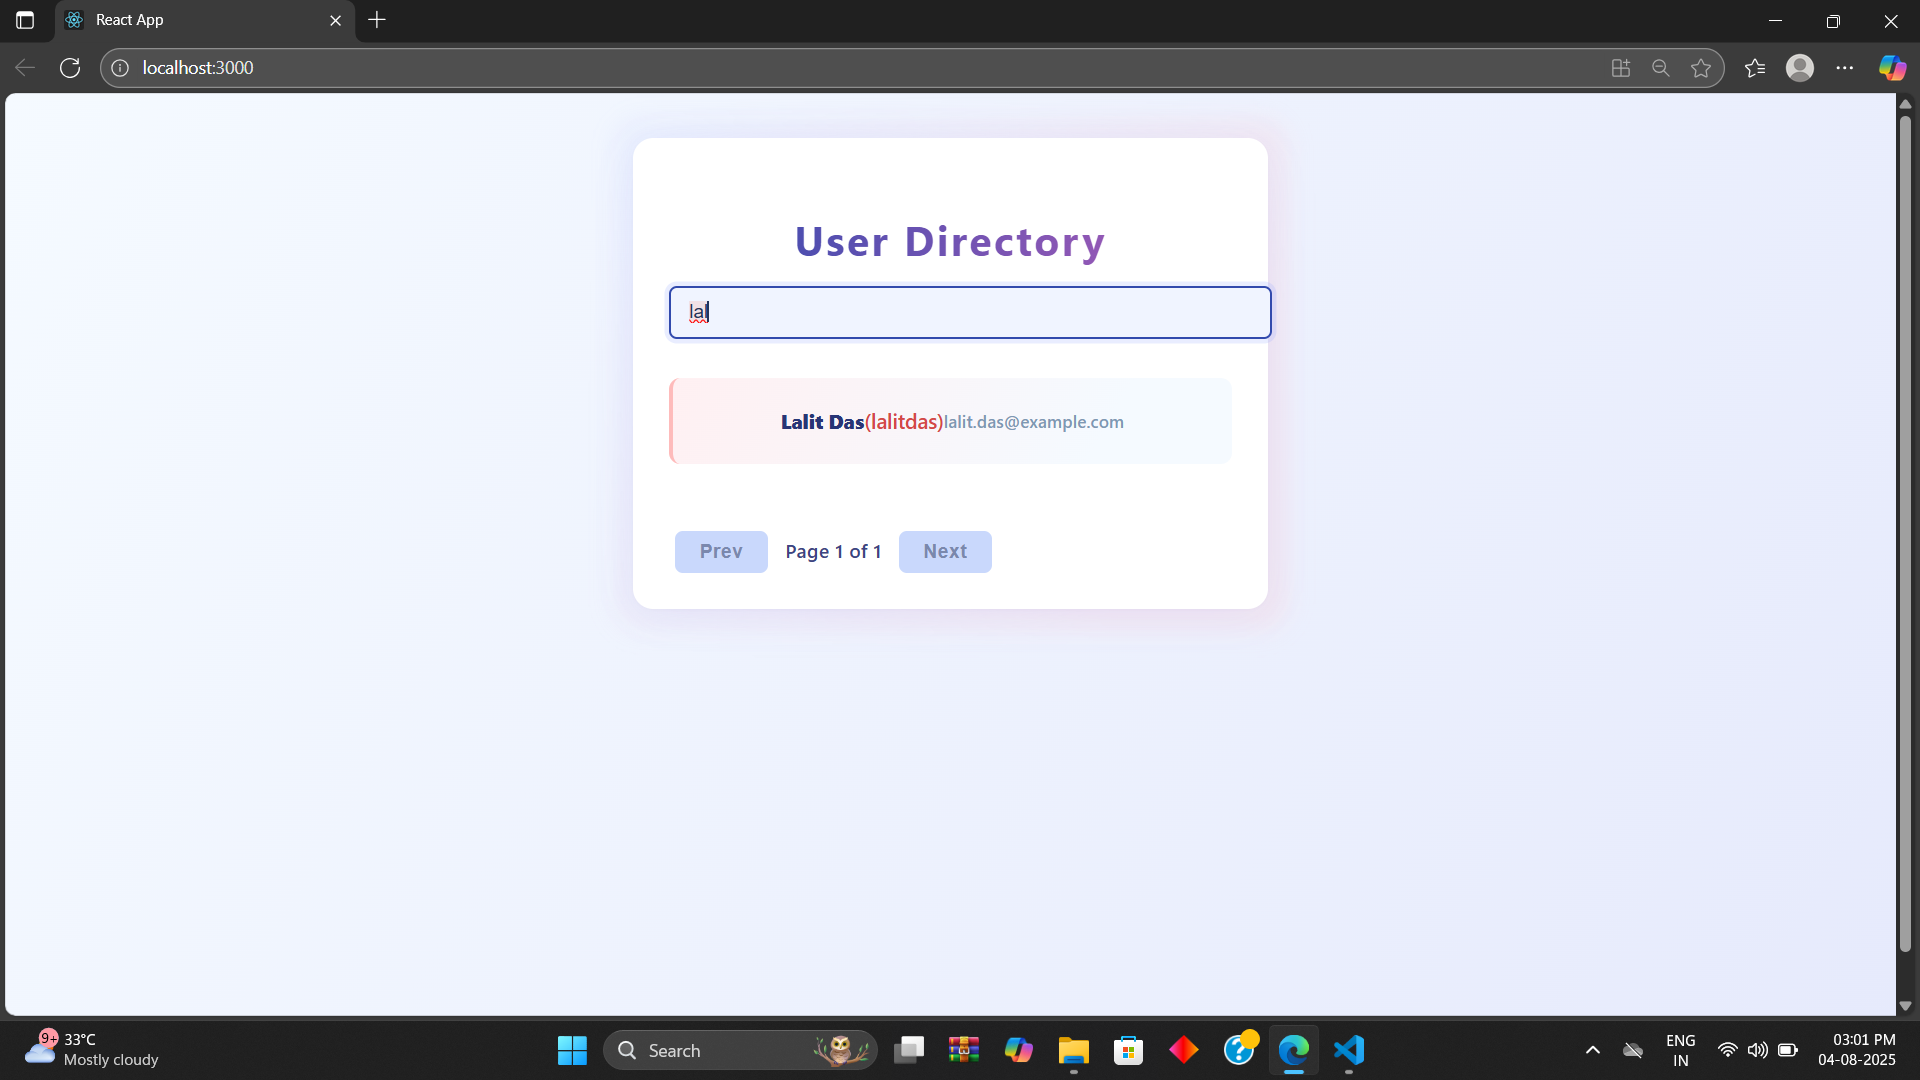 React App
localhost:3000
User Directory
lal
Lalit Das(lalitdas)lalit.das@example.com
Prev Page 1 of 1 Next
9+ 33°C
Mostly cloudy
Search
ENG
IN
03:01 PM
04-08-2025